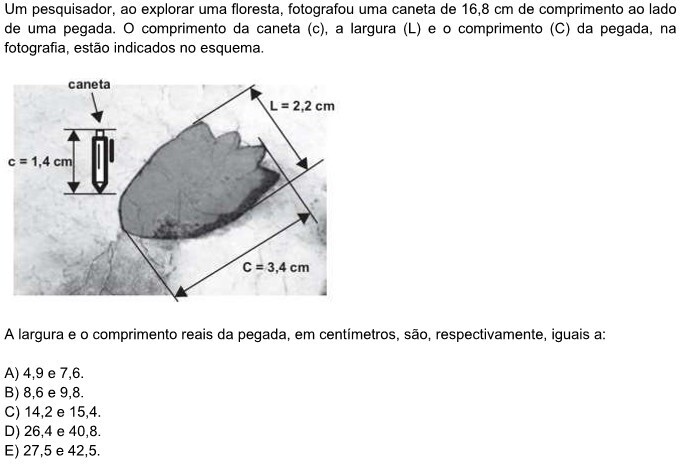 Um pesquisador, ao explorar uma floresta, fotografou uma caneta de 16,8 cm de comprimento ao lado
de uma pegada. O comprimento da caneta (c), a largura (L) e o comprimento (C) da pegada, na
fotografia, estão indicados no esquema.
caneta
L = 2,2 cm
c = 1,4 cm
C = 3,4 cm
A largura e o comprimento reais da pegada, em centímetros, são, respectivamente, iguais a:
A) 4,9 e 7,6.
B) 8,6 e 9,8.
C) 14,2 e 15,4.
D) 26,4 e 40,8.
E) 27,5 e 42,5.